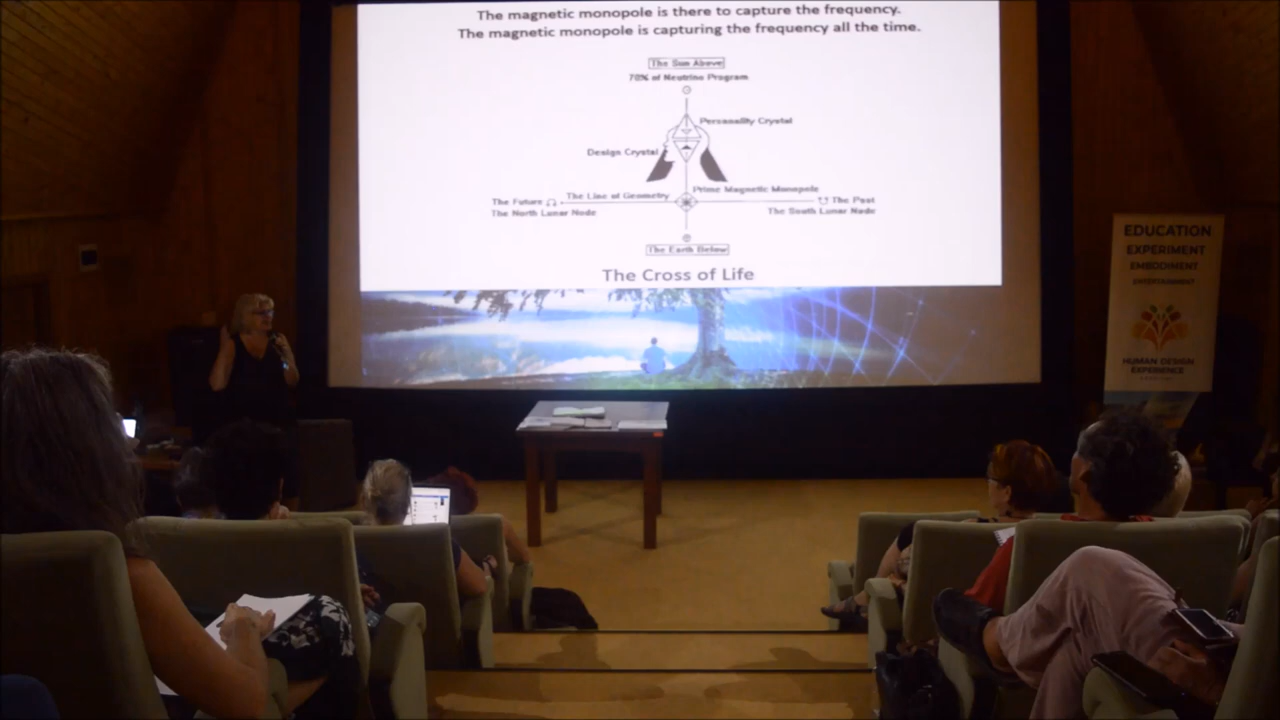 The magnetic monopole is there to capture the frequency.
The magnetic monopole is capturing the frequency all the time.
The Sun Above
70% of Neutrino Program
Personality Crystal
Design Crystal
Prime Magnetic Monopole
The Line of Geometry
The Future
The North Lunar Node
The Past
The South Lunar Node
The Earth Below
The Cross of Life
EDUCATION
EXPERIMENT
EMBODIMENT
ENTERTAINMENT
HUMAN DESIGN
EXPERIENCE